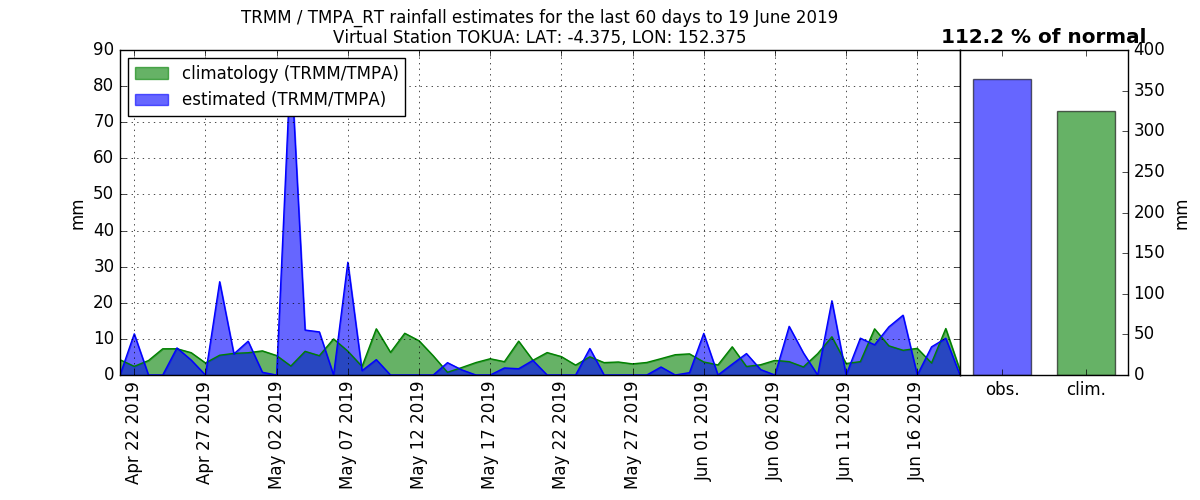 TRMM / TMPA_RT rainfall estimates for the last 60 days to 19 June 2019
Virtual Station TOKUA: LAT: -4.375, LON: 152.375
112.2 % of normal
climatology (TRMM/TMPA)
estimated (TRMM/TMPA)
mm
90
80
70
60
50
40
30
20
10
0
Apr 22 2019
Apr 27 2019
May 02 2019
May 07 2019
May 12 2019
May 17 2019
May 22 2019
May 27 2019
Jun 01 2019
Jun 06 2019
Jun 11 2019
Jun 16 2019
obs.
clim.
400
350
300
250
200
150
100
50
0
mm